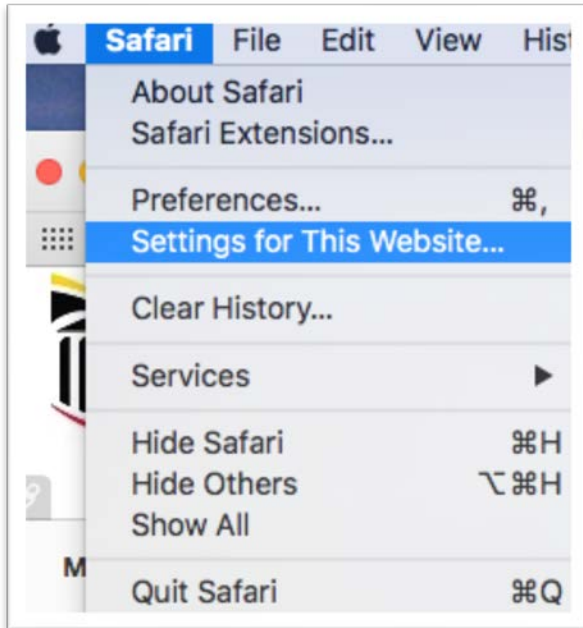 Safari File Edit View His
About Safari
Safari Extensions...
Preferences... ⌘,
Settings for This Website...
Clear History...
Services ▶
Hide Safari ⌘H
Hide Others ⌥⌘H
Show All
M
Quit Safari ⌘Q